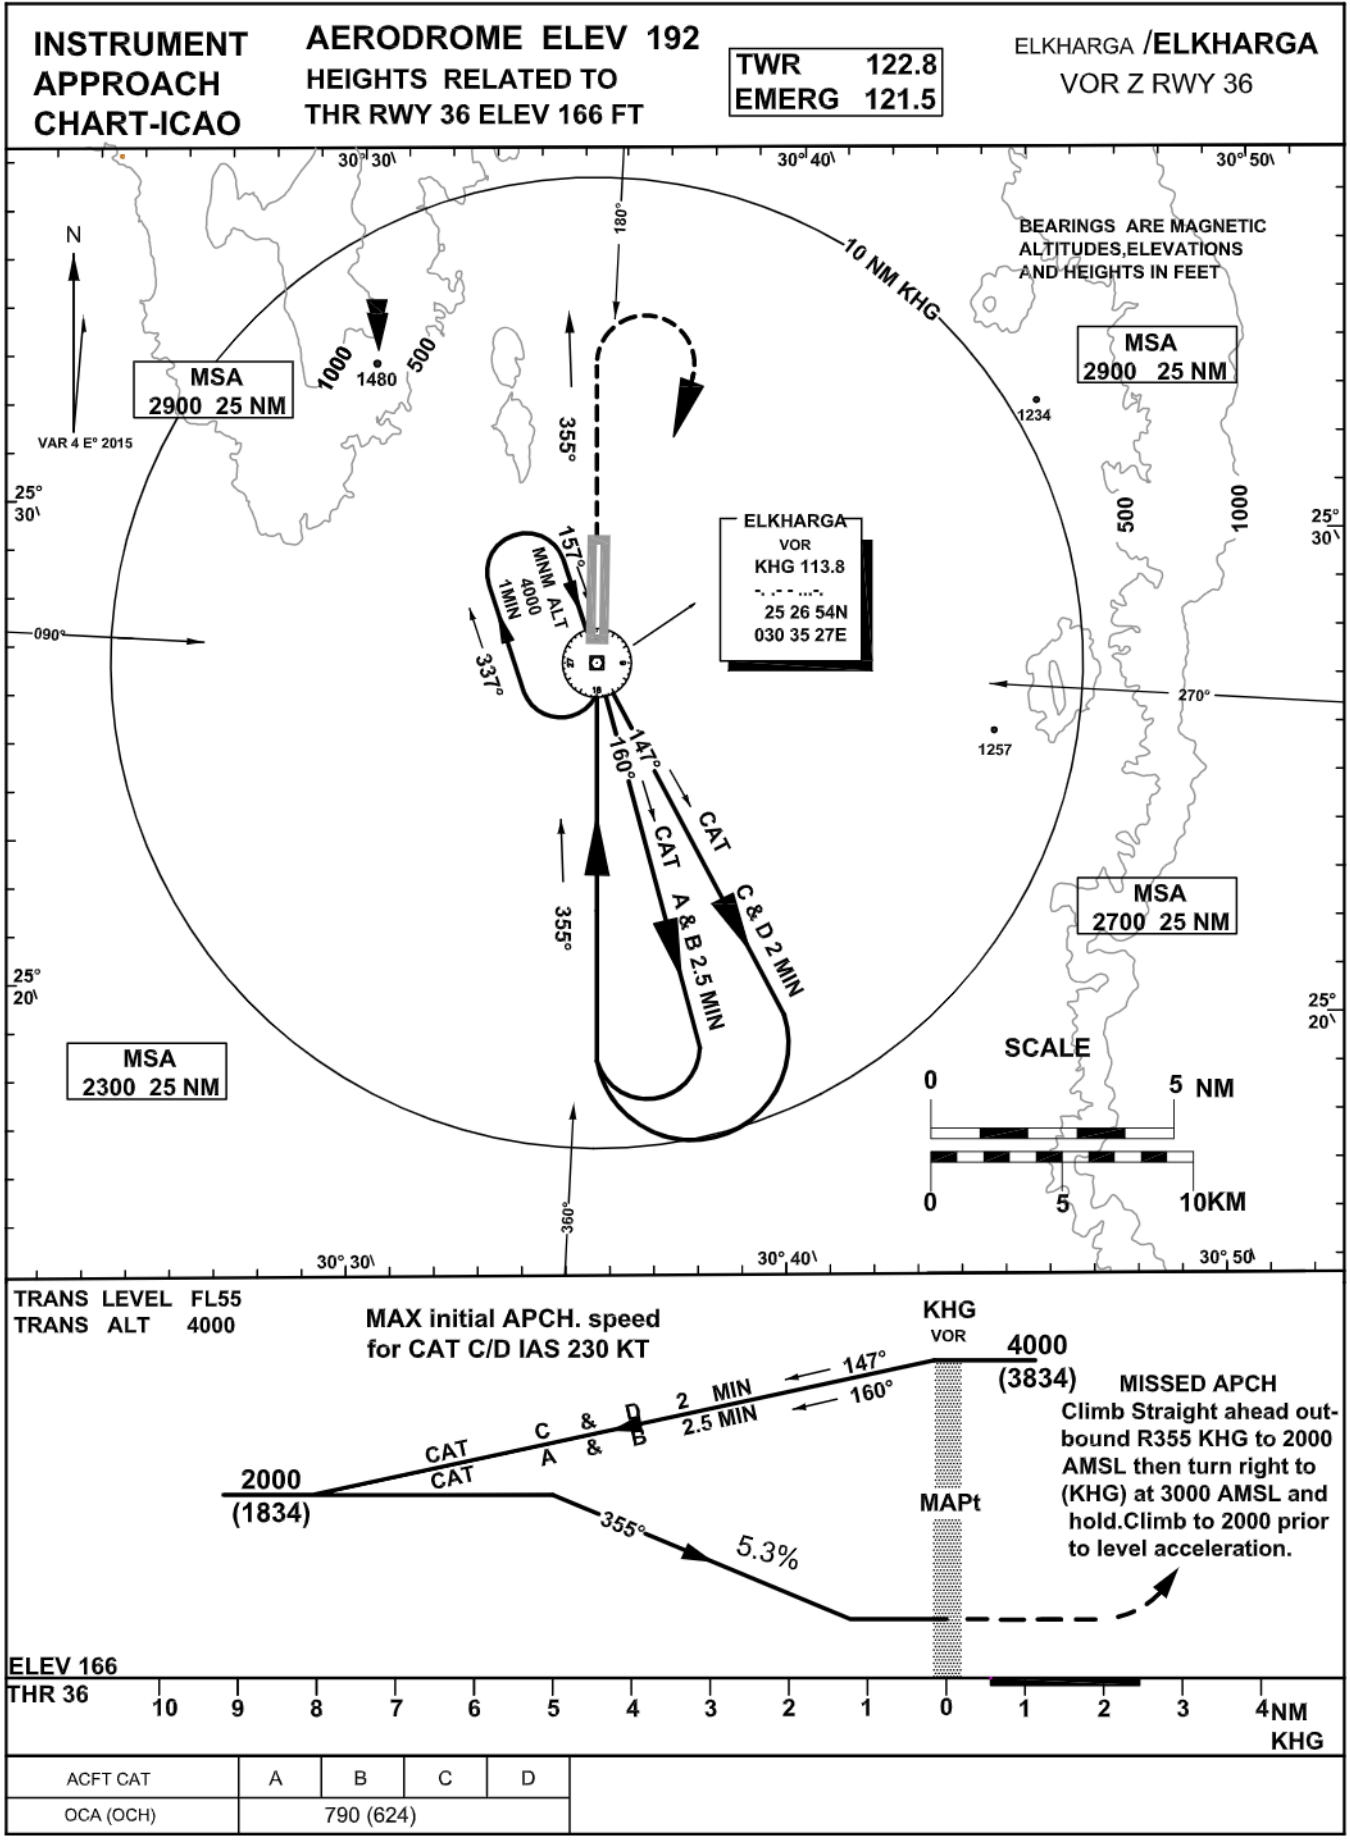 INSTRUMENT
APPROACH
CHART-ICAO
AERODROME ELEV 192
HEIGHTS RELATED TO
THR RWY 36 ELEV 166 FT
TWR 122.8
EMERG 121.5
ELKHARGA /ELKHARGA
VOR Z RWY 36
30° 30\
30° 40\
30° 50\
180°
BEARINGS ARE MAGNETIC
ALTITUDES,ELEVATIONS
AND HEIGHTS IN FEET
N
10 NM KHG
MSA
2900 25 NM
1000
500
1480
MSA
2900 25 NM
1234
VAR 4 E° 2015
355°
25°
30\
500
1000
25°
30\
ELKHARGA
VOR
KHG 113.8
-. .- - ...-.
25 26 54N
030 35 27E
157°
MNM ALT
4000
1MIN
337°
090°
27
9
18
270°
1257
147°
160°
CAT A & B 2.5 MIN
CAT C & D 2 MIN
355°
MSA
2700 25 NM
25°
20\
25°
20\
MSA
2300 25 NM
SCALE
0 5 NM
0 5 10KM
360°
30° 30\
30° 40\
30° 50\
TRANS LEVEL FL55
TRANS ALT 4000
MAX initial APCH. speed
for CAT C/D IAS 230 KT
KHG
VOR
4000
(3834)
147°
160°
CAT C & D 2 MIN
CAT A & B 2.5 MIN
2000
(1834)
355°
5.3%
MAPt
MISSED APCH
Climb Straight ahead out-
bound R355 KHG to 2000
AMSL then turn right to
(KHG) at 3000 AMSL and
hold.Climb to 2000 prior
to level acceleration.
ELEV 166
THR 36
10 9 8 7 6 5 4 3 2 1 0 1 2 3 4 NM
KHG
ACFT CAT A B C D
OCA (OCH) 790 (624)